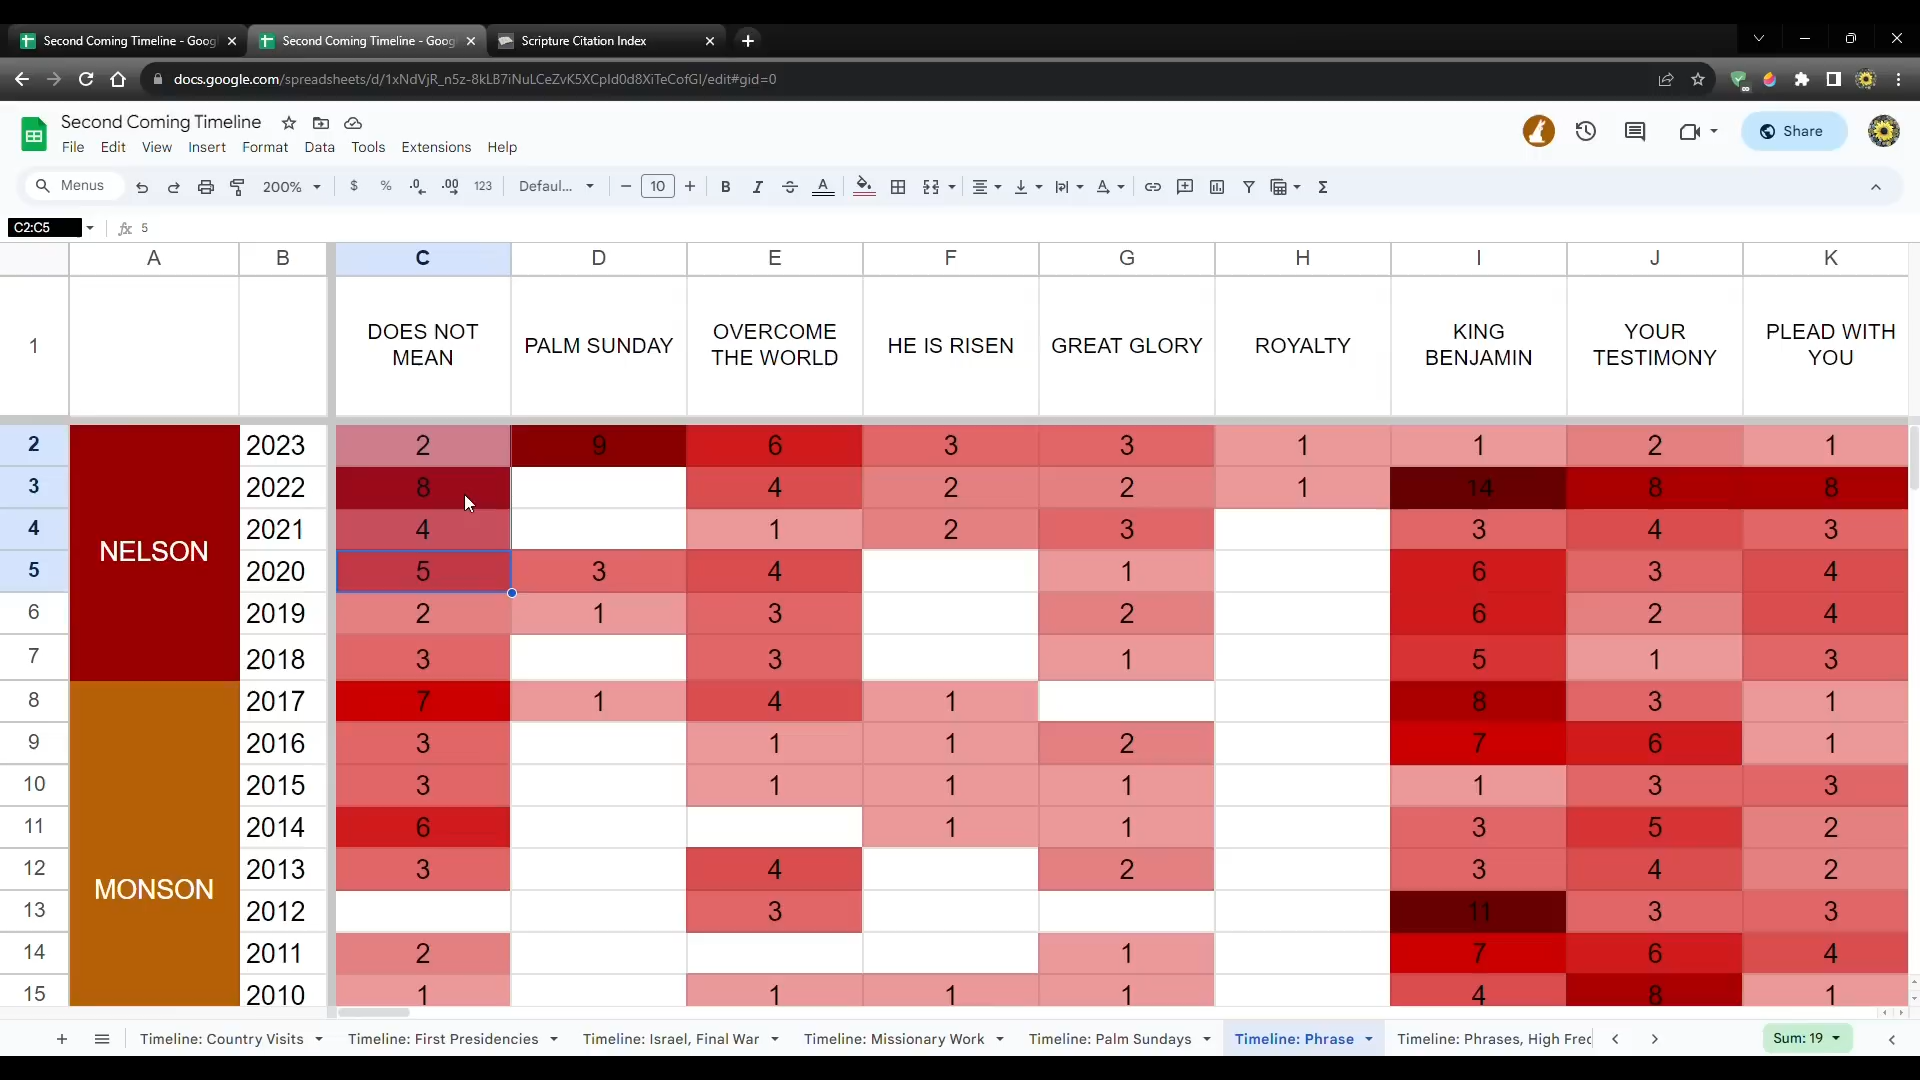 Second Coming Timeline - Goog
Second Coming Timeline - Goog
Scripture Citation Index
docs.google.com/spreadsheets/d/1xNdVjR_n5z-8kLB7iNuLCeZvK5XCpId0d8XiTeCofGI/edit#gid=0
Second Coming Timeline
Share
File Edit View Insert Format Data Tools Extensions Help
Menus 200% $ % .0 .00 123 Defaul... 10 B I A Σ
C2:C5 fx 5
A B C D E F G H I J K
1 DOES NOT MEAN PALM SUNDAY OVERCOME THE WORLD HE IS RISEN GREAT GLORY ROYALTY KING BENJAMIN YOUR TESTIMONY PLEAD WITH YOU
2 2023 2 9 6 3 3 1 1 2 1
3 2022 8 4 2 2 1 14 8 8
4 2021 4 1 2 3 3 4 3
NELSON
5 2020 5 3 4 1 6 3 4
6 2019 2 1 3 2 6 2 4
7 2018 3 3 1 5 1 3
8 2017 7 1 4 1 8 3 1
9 2016 3 1 1 2 7 6 1
10 2015 3 1 1 1 1 3 3
11 2014 6 1 1 3 5 2
12 2013 3 4 2 3 4 2
MONSON
13 2012 3 11 3 3
14 2011 2 1 7 6 4
15 2010 1 1 1 1 4 8 1
Timeline: Country Visits Timeline: First Presidencies Timeline: Israel, Final War Timeline: Missionary Work Timeline: Palm Sundays Timeline: Phrase Timeline: Phrases, High Frec Sum: 19